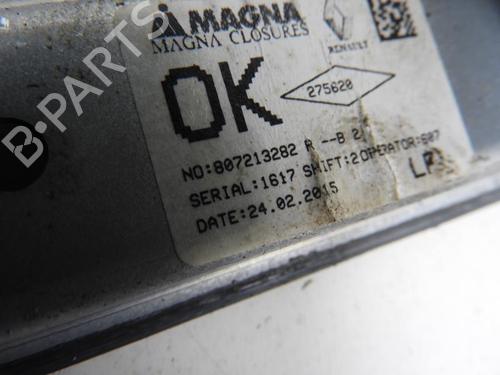 MAGNA
MAGNA CLOSURES
RENAULT
OK
275620
NO:807213282 R --B 2
SERIAL:1617 SHIFT:2 OPERATOR:607
DATE:24.02.2015
B-PARTS